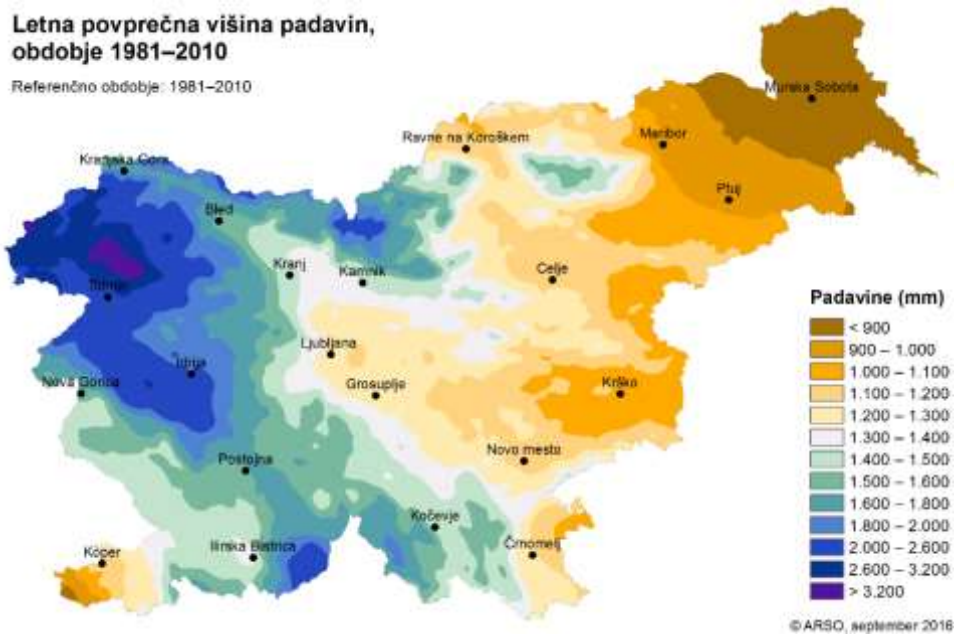 Letna povprečna višina padavin,
obdobje 1981–2010
Referenčno obdobje: 1981–2010
Murska Sobota
Ravne na Koroškem
Maribor
Kranjska Gora
Ptuj
Bled
Kranj
Kamnik
Celje
Tolmin
Ljubljana
Idrija
Nova Gorica
Grosuplje
Krško
Novo mesto
Postojna
Kočevje
Koper
Ilirska Bistrica
Črnomelj
Padavine (mm)
< 900
900 – 1.000
1.000 – 1.100
1.100 – 1.200
1.200 – 1.300
1.300 – 1.400
1.400 – 1.500
1.500 – 1.600
1.600 – 1.800
1.800 – 2.000
2.000 – 2.600
2.600 – 3.200
> 3.200
© ARSO, september 2016